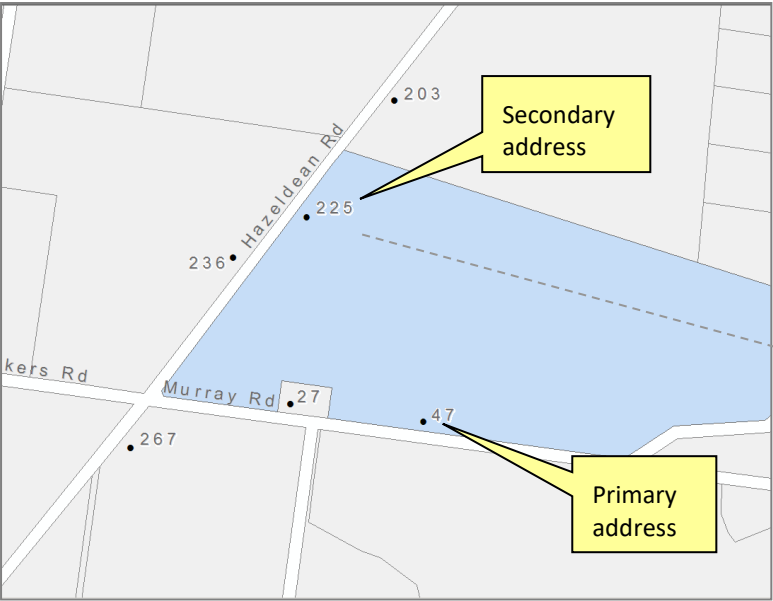 203
Secondary
address
Hazeldean Rd
225
236
kers Rd
Murray Rd
27
47
267
Primary
address